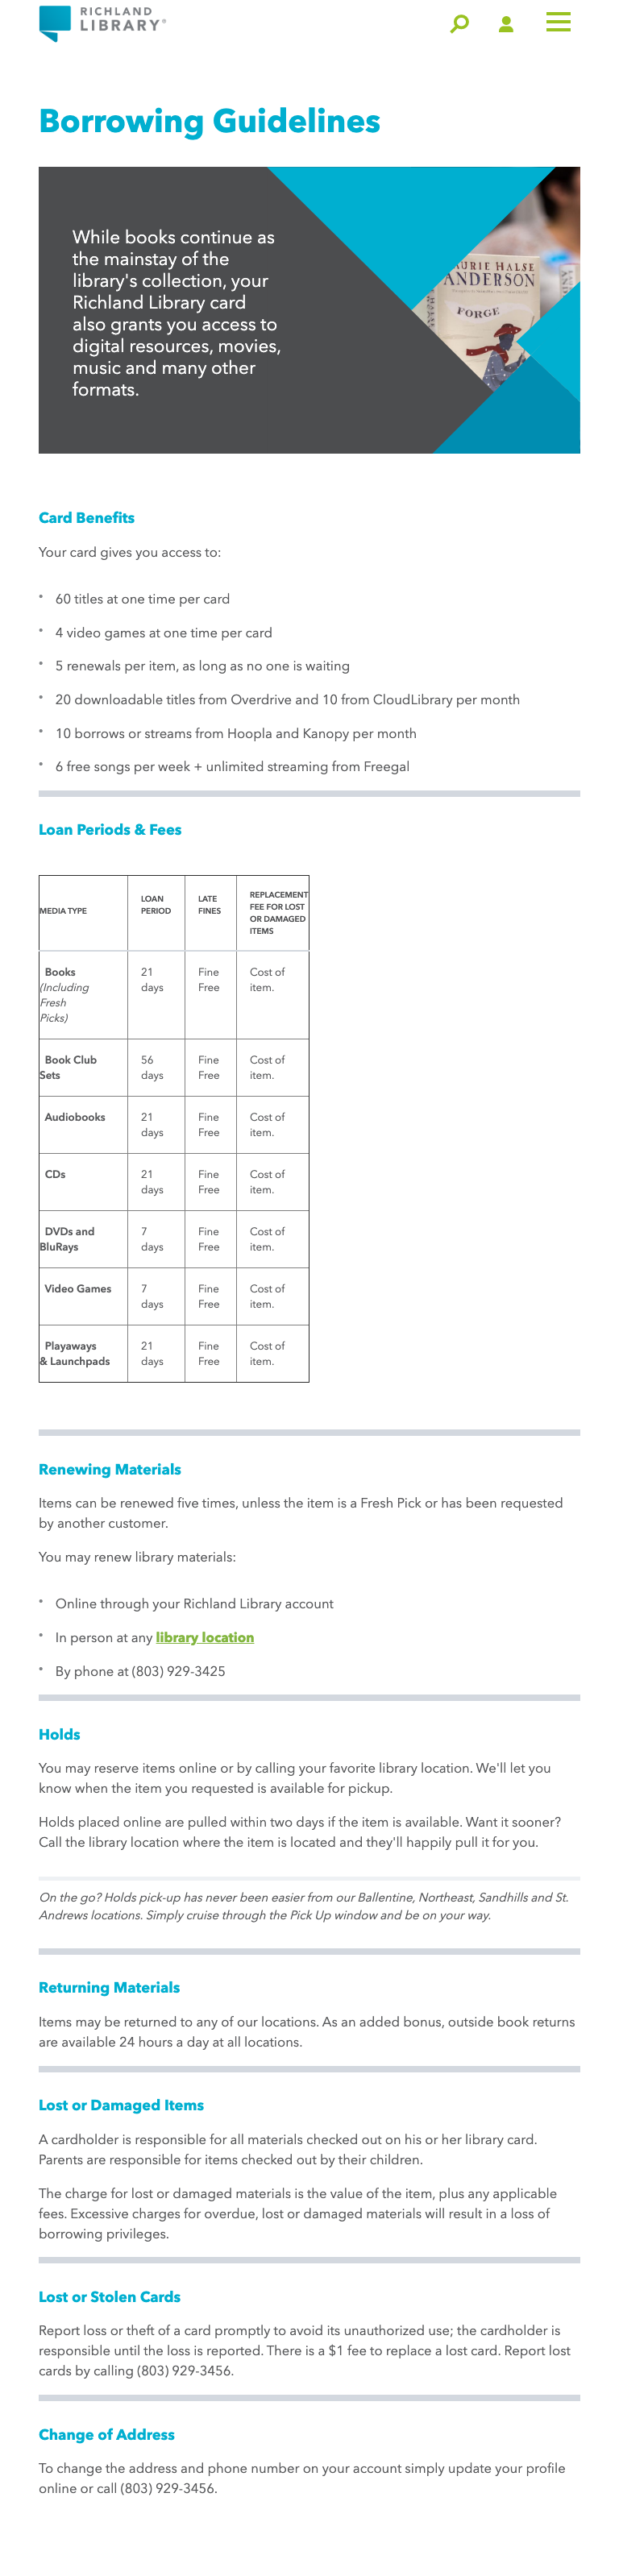 RICHLAND
LIBRARY®
Borrowing Guidelines
While books continue as
the mainstay of the
library's collection, your
Richland Library card
also grants you access to
digital resources, movies,
music and many other
formats.
ANDERSON
FORGE
Card Benefits
Your card gives you access to:
* 60 titles at one time per card
* 4 video games at one time per card
* 5 renewals per item, as long as no one is waiting
* 20 downloadable titles from Overdrive and 10 from CloudLibrary per month
* 10 borrows or streams from Hoopla and Kanopy per month
* 6 free songs per week + unlimited streaming from Freegal
Loan Periods & Fees
MEDIA TYPE
LOAN
PERIOD
LATE
FINES
REPLACEMENT
FEE FOR LOST
OR DAMAGED
ITEMS
Books
(Including
Fresh
Picks)
21
days
Fine
Free
Cost of
item.
Book Club
Sets
56
days
Fine
Free
Cost of
item.
Audiobooks
21
days
Fine
Free
Cost of
item.
CDs
21
days
Fine
Free
Cost of
item.
DVDs and
BluRays
7
days
Fine
Free
Cost of
item.
Video Games
7
days
Fine
Free
Cost of
item.
Playaways
& Launchpads
21
days
Fine
Free
Cost of
item.
Renewing Materials
Items can be renewed five times, unless the item is a Fresh Pick or has been requested
by another customer.
You may renew library materials:
* Online through your Richland Library account
* In person at any library location
* By phone at (803) 929-3425
Holds
You may reserve items online or by calling your favorite library location. We'll let you
know when the item you requested is available for pickup.
Holds placed online are pulled within two days if the item is available. Want it sooner?
Call the library location where the item is located and they'll happily pull it for you.
On the go? Holds pick-up has never been easier from our Ballentine, Northeast, Sandhills and St.
Andrews locations. Simply cruise through the Pick Up window and be on your way.
Returning Materials
Items may be returned to any of our locations. As an added bonus, outside book returns
are available 24 hours a day at all locations.
Lost or Damaged Items
A cardholder is responsible for all materials checked out on his or her library card.
Parents are responsible for items checked out by their children.
The charge for lost or damaged materials is the value of the item, plus any applicable
fees. Excessive charges for overdue, lost or damaged materials will result in a loss of
borrowing privileges.
Lost or Stolen Cards
Report loss or theft of a card promptly to avoid its unauthorized use; the cardholder is
responsible until the loss is reported. There is a $1 fee to replace a lost card. Report lost
cards by calling (803) 929-3456.
Change of Address
To change the address and phone number on your account simply update your profile
online or call (803) 929-3456.